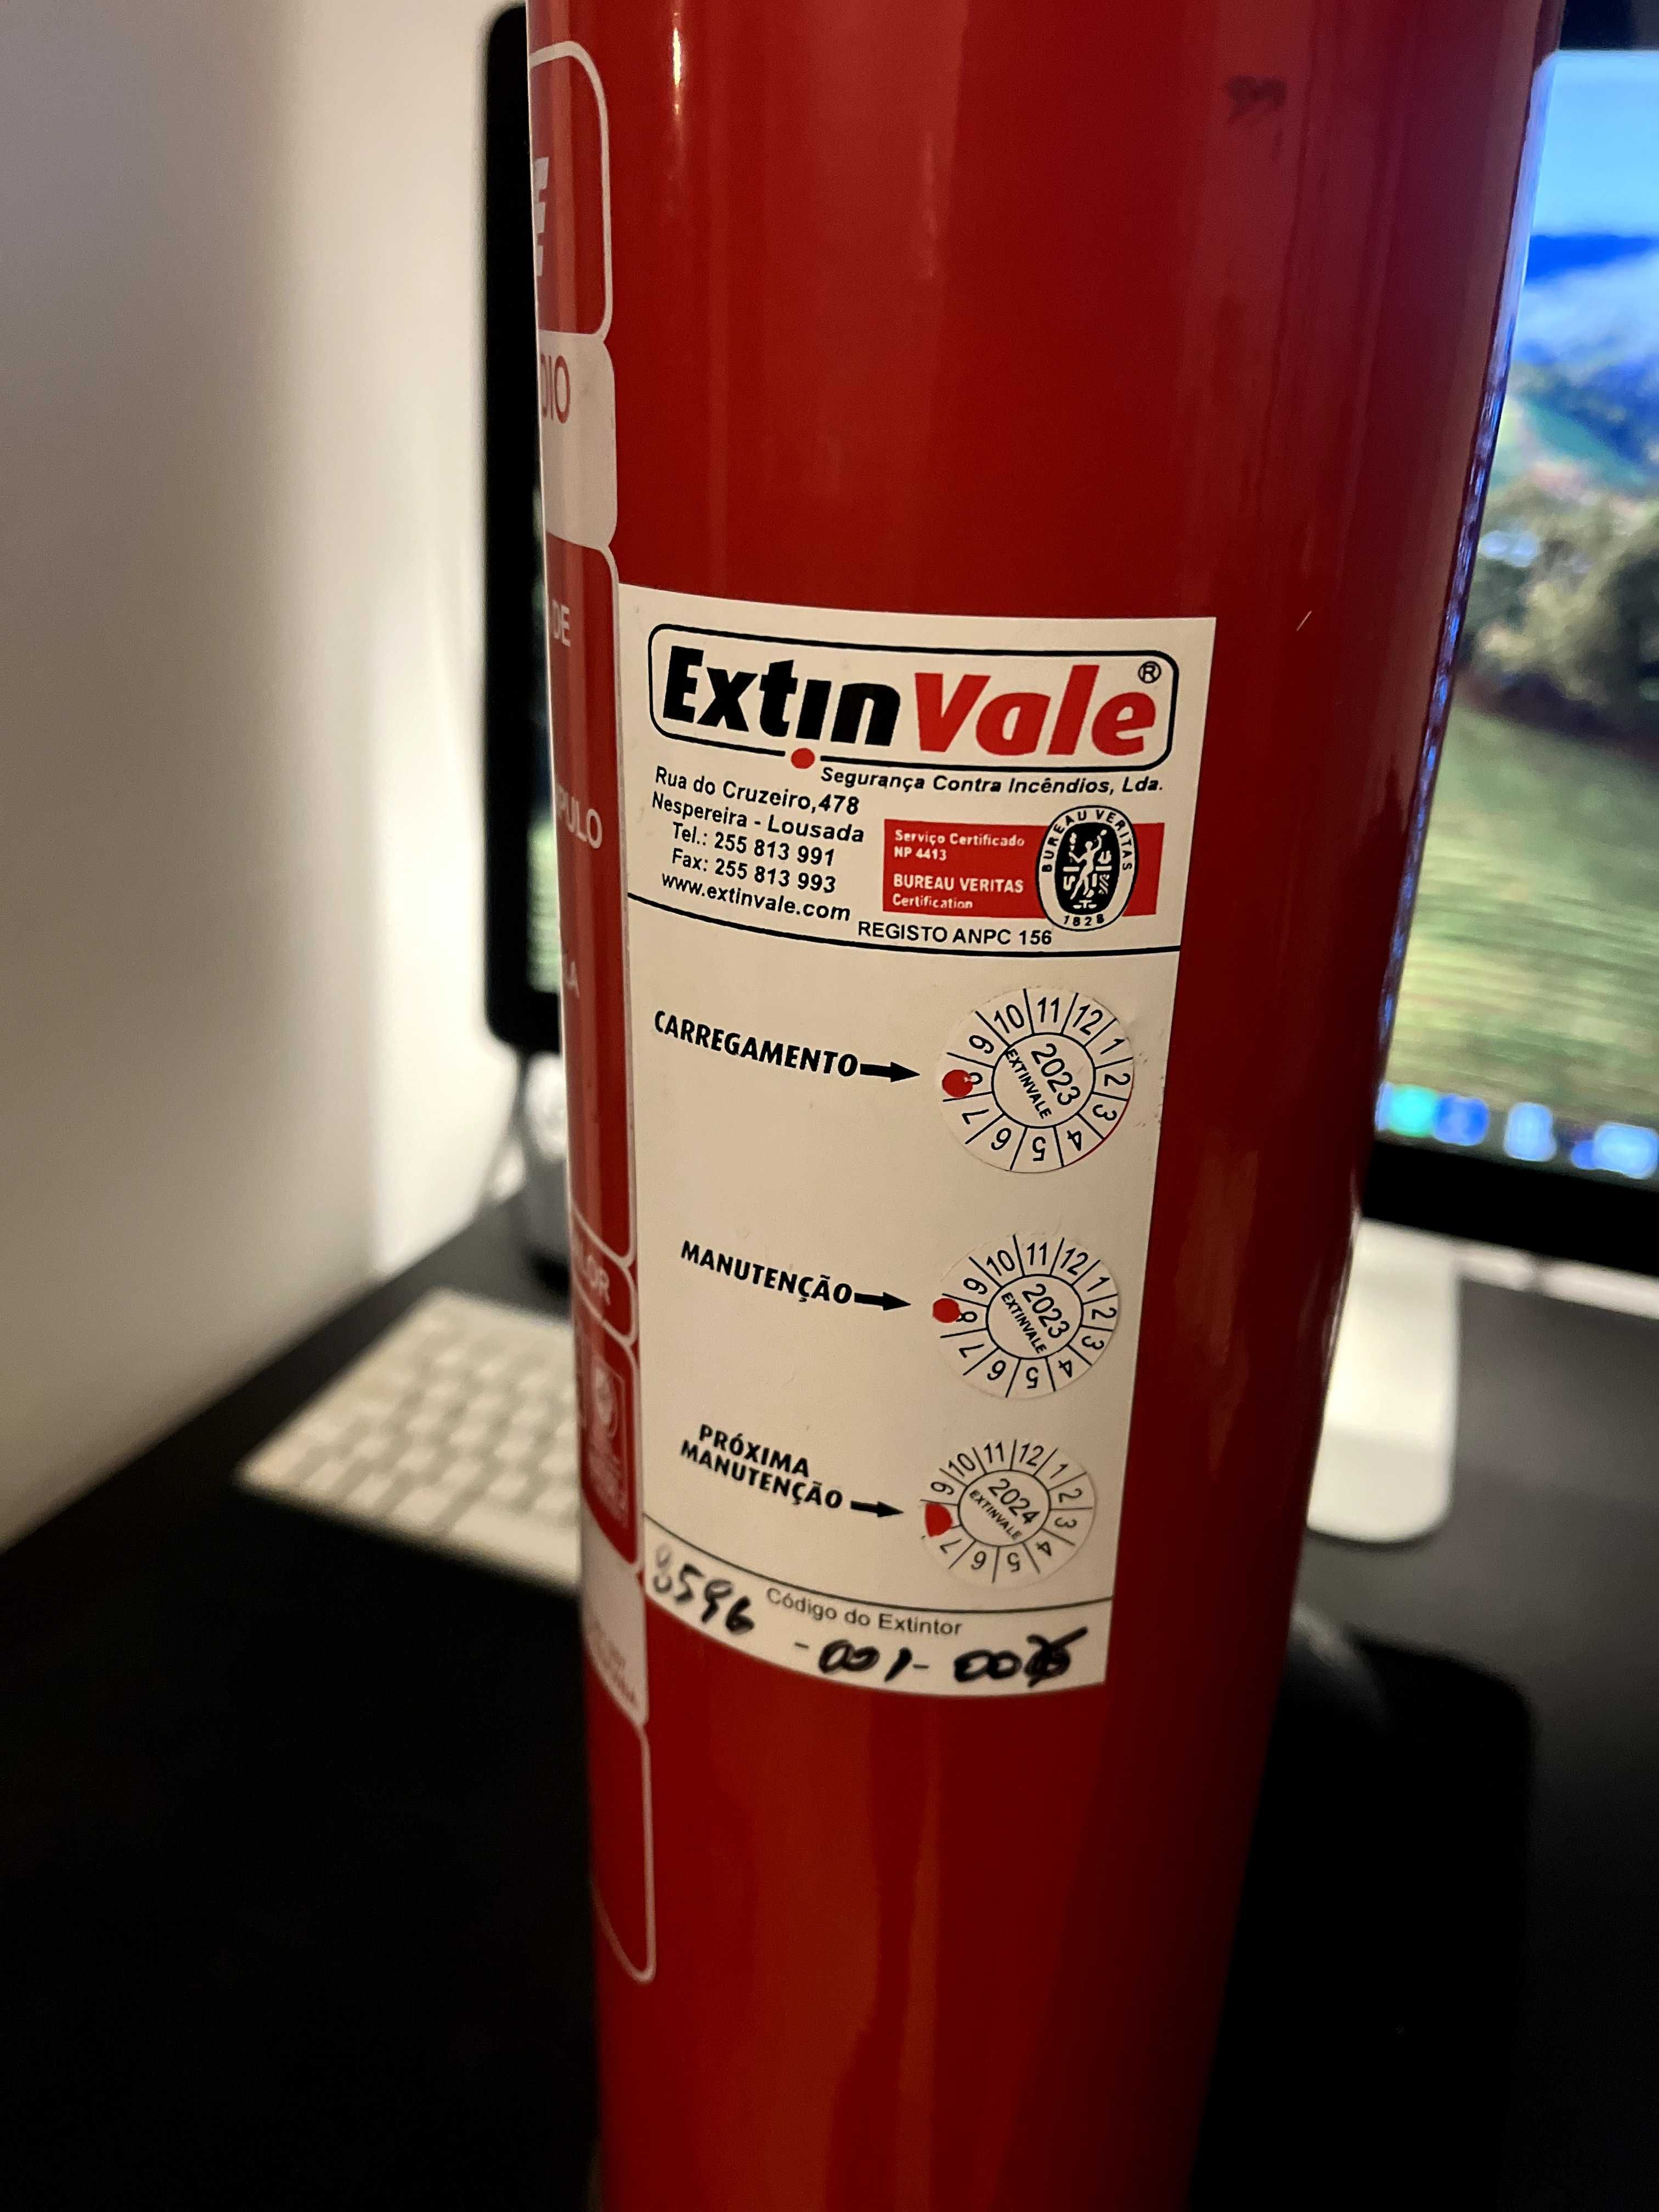 DIO
DE
PULO
LA
LOR
ExtinVale®
Segurança Contra Incêndios, Lda.
Rua do Cruzeiro,478
Nespereira - Lousada
Tel.: 255 813 991
Fax: 255 813 993
www.extinvale.com
Serviço Certificado
NP 4413
BUREAU VERITAS
Certification
BUREAU VERITAS
1828
REGISTO ANPC 156
CARREGAMENTO
10 11 12 1 2 3 4 5 6 7 8 9
2023
EXTINVALE
MANUTENÇÃO
10 11 12 1 2 3 4 5 6 7 8 9
2023
EXTINVALE
PRÓXIMA
MANUTENÇÃO
10 11 12 1 2 3 4 5 6 7 9
2024
EXTINVALE
Código do Extintor
8596 -001-00